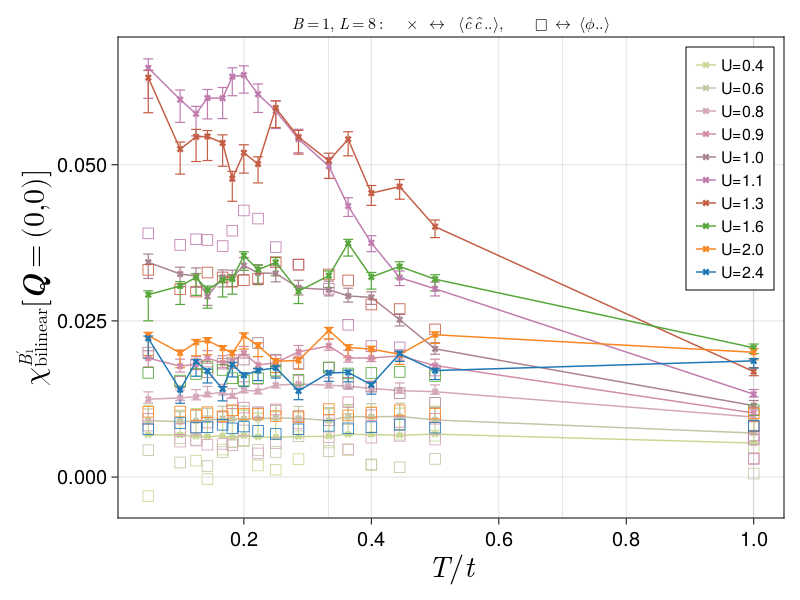 B = 1, L = 8 :   × ↔ ⟨ĉ ĉ ..⟩,   □ ↔ ⟨ϕ..⟩
U=0.4
U=0.6
U=0.8
U=0.9
U=1.0
U=1.1
U=1.3
U=1.6
U=2.0
U=2.4
0.050
0.025
0.000
χ^{B_1'}_{bilinear}[Q = (0,0)]
0.2 0.4 0.6 0.8 1.0
T/t